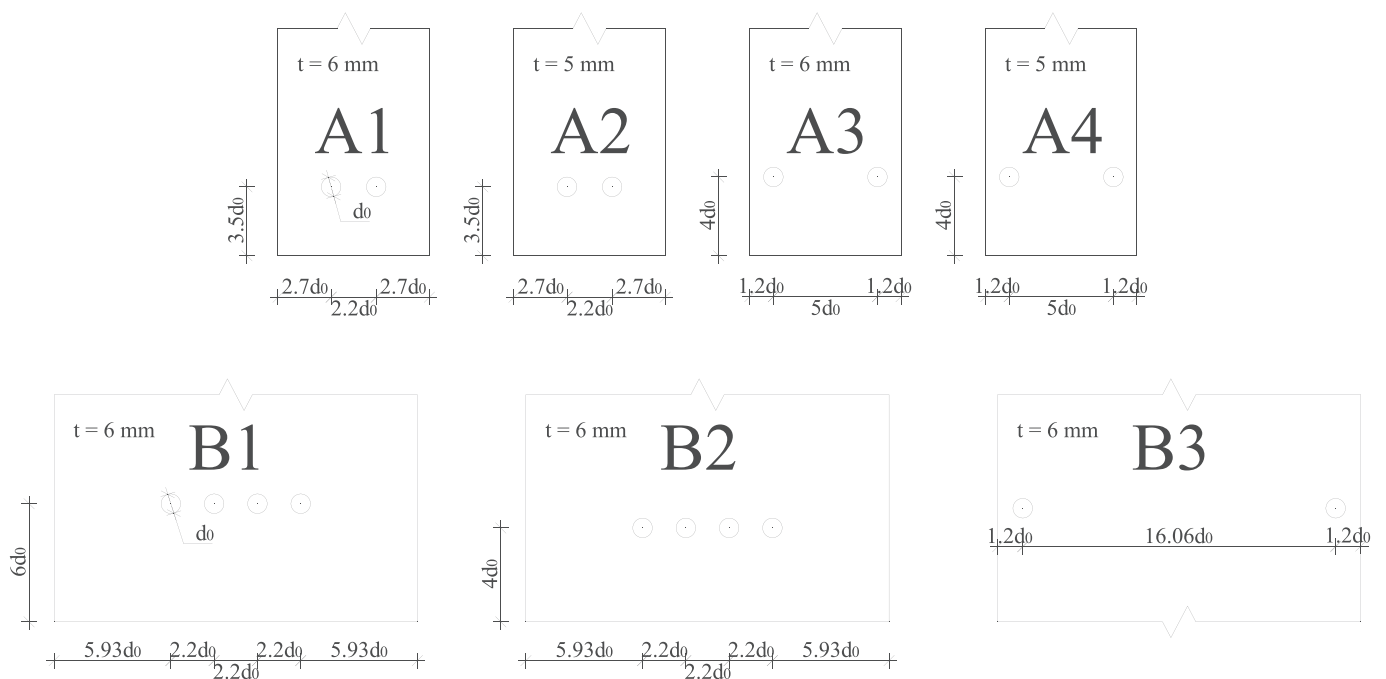 t = 6 mm
A1
3.5d0
d0
2.7d0
2.7d0
2.2d0
t = 5 mm
A2
3.5d0
2.7d0
2.7d0
2.2d0
t = 6 mm
A3
4d0
1.2d0
1.2d0
5d0
t = 5 mm
A4
4d0
1.2d0
1.2d0
5d0
t = 6 mm
B1
6d0
d0
5.93d0
2.2d0
2.2d0
5.93d0
2.2d0
t = 6 mm
B2
4d0
5.93d0
2.2d0
2.2d0
5.93d0
2.2d0
t = 6 mm
B3
1.2d0
16.06d0
1.2d0